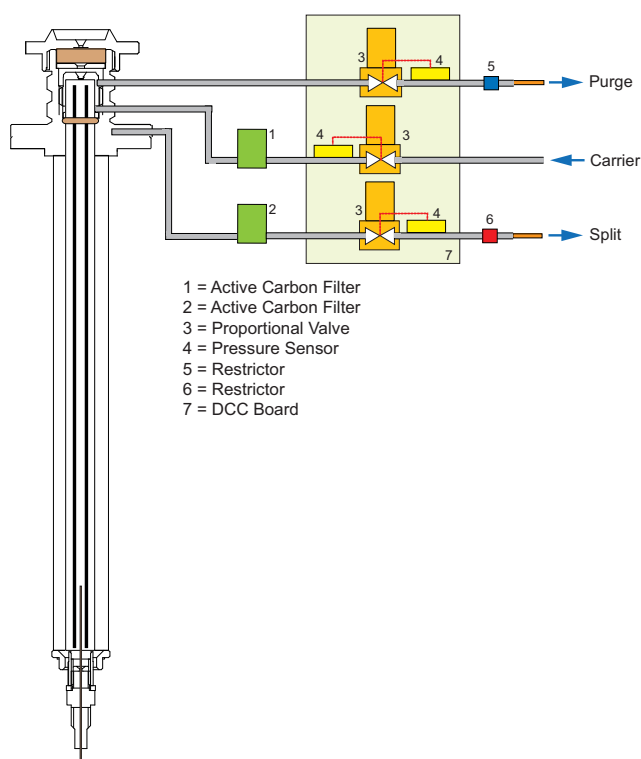 3
4
5
Purge
1
4
3
Carrier
2
3
4
6
Split
7
1 = Active Carbon Filter
2 = Active Carbon Filter
3 = Proportional Valve
4 = Pressure Sensor
5 = Restrictor
6 = Restrictor
7 = DCC Board